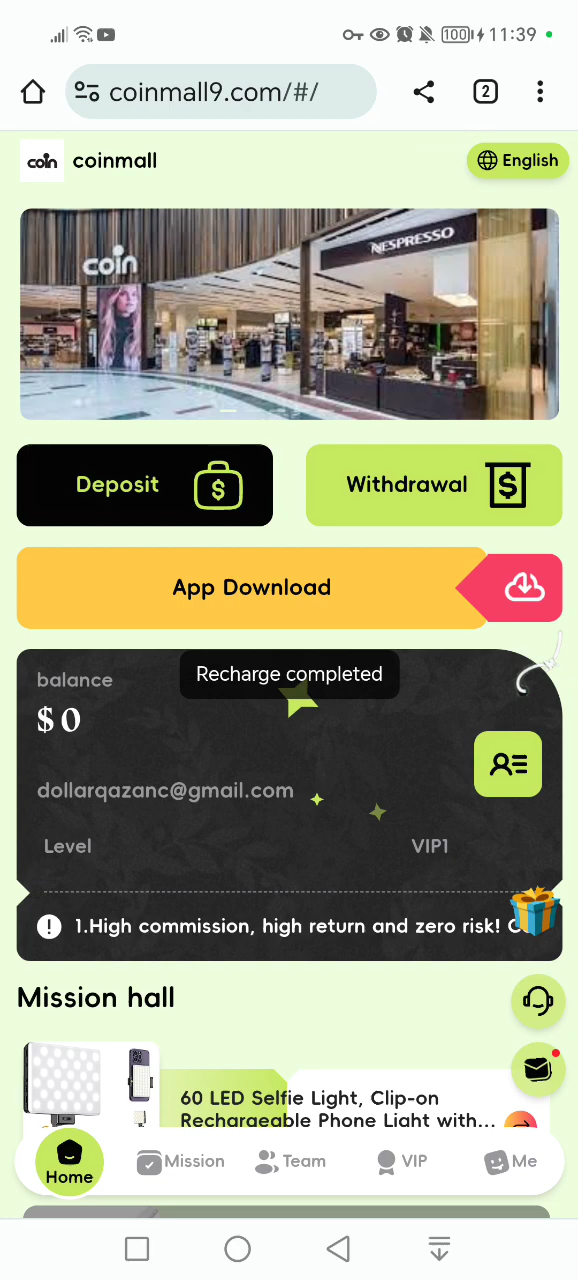 100 11:39
coinmall9.com/#/
2
coin coinmall
English
coin
NESPRESSO
Deposit
Withdrawal
App Download
Recharge completed
balance
$ 0
dollarqazanc@gmail.com
Level
VIP1
1.High commission, high return and zero risk!
Mission hall
60 LED Selfie Light, Clip-on
Rechargeable Phone Light with...
Home
Mission
Team
VIP
Me